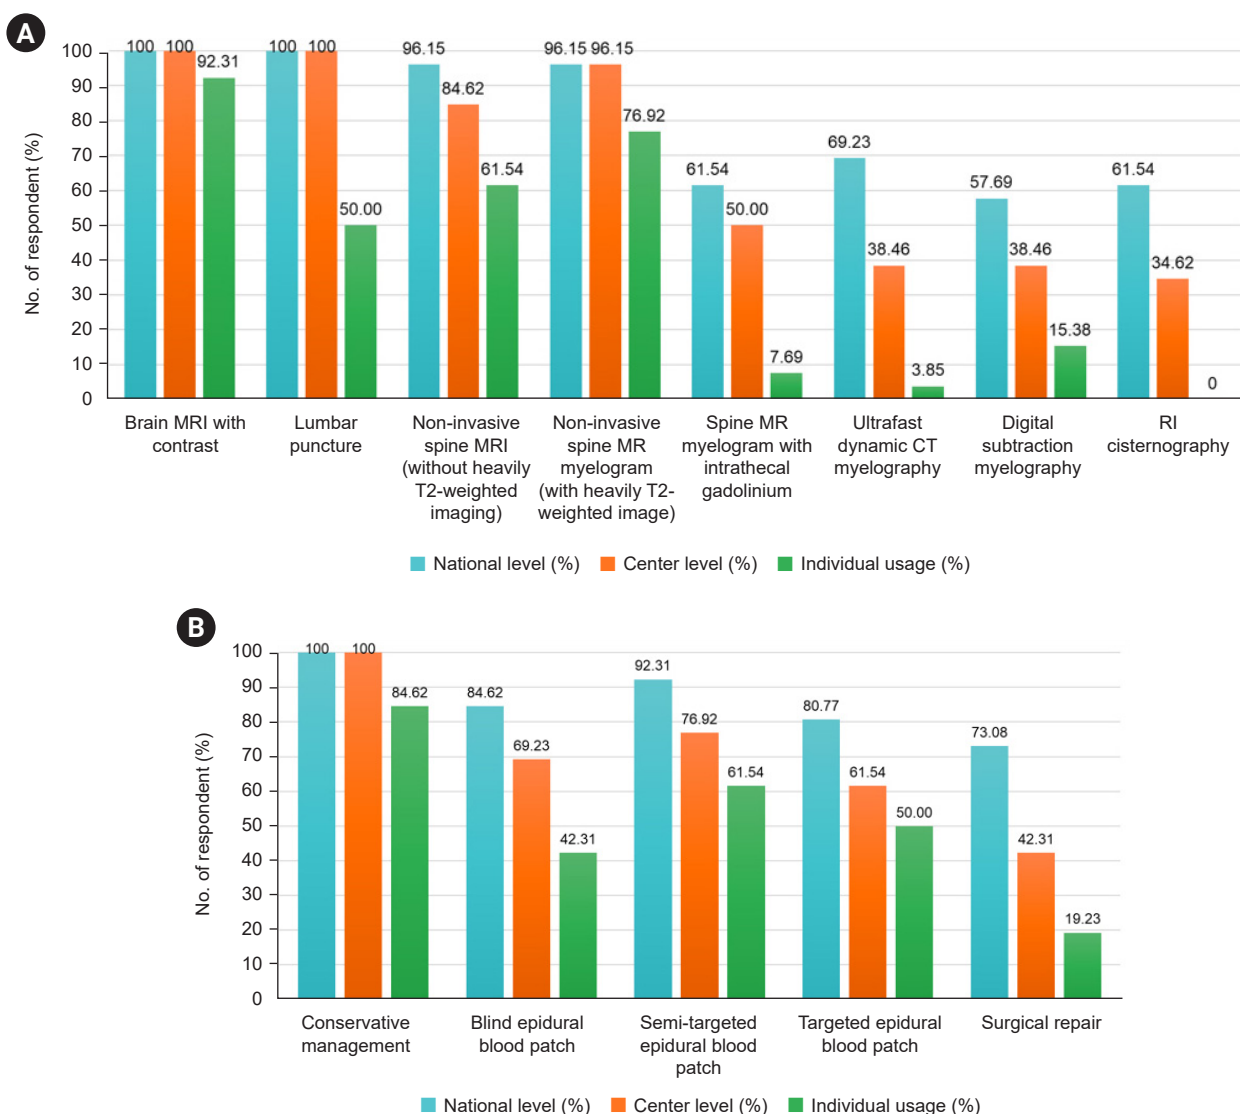 A
No. of respondent (%)
100
90
80
70
60
50
40
30
20
10
0
100 100 92.31
100 100 50.00
96.15 84.62 61.54
96.15 96.15 76.92
61.54 50.00 7.69
69.23 38.46 3.85
57.69 38.46 15.38
61.54 34.62 0
Brain MRI with
contrast
Lumbar
puncture
Non-invasive
spine MRI
(without heavily
T2-weighted
imaging)
Non-invasive
spine MR
myelogram
(with heavily T2-
weighted image)
Spine MR
myelogram with
intrathecal
gadolinium
Ultrafast
dynamic CT
myelography
Digital
subtraction
myelography
RI
cisternography
National level (%) Center level (%) Individual usage (%)
B
No. of respondent (%)
100
90
80
70
60
50
40
30
20
10
0
100 100 84.62
84.62 69.23 42.31
92.31 76.92 61.54
80.77 61.54 50.00
73.08 42.31 19.23
Conservative
management
Blind epidural
blood patch
Semi-targeted
epidural blood
patch
Targeted epidural
blood patch
Surgical repair
National level (%) Center level (%) Individual usage (%)